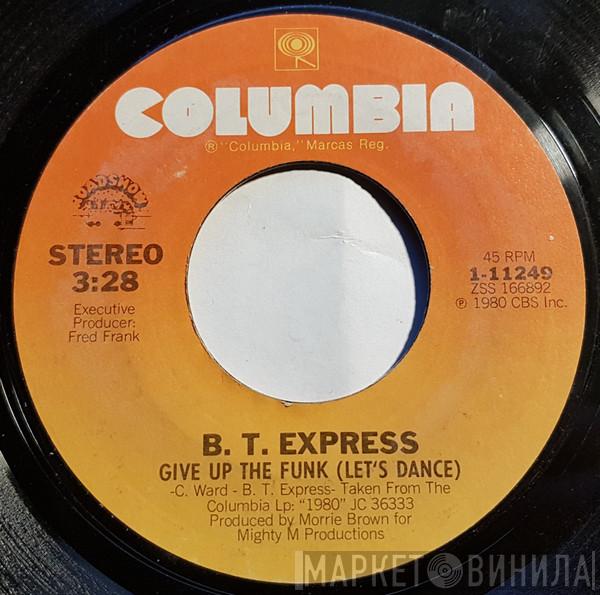 COLUMBIA
® "Columbia," Marcas Reg.
ROADSHOW
STEREO
3:28
Executive
Producer:
Fred Frank
45 RPM
1-11249
ZSS 166892
℗ 1980 CBS Inc.
B. T. EXPRESS
GIVE UP THE FUNK (LET'S DANCE)
-C. Ward - B. T. Express- Taken From The
Columbia Lp: "1980" JC 36333
Produced by Morrie Brown for
Mighty M Productions
МАРКЕТ ВИНИЛА